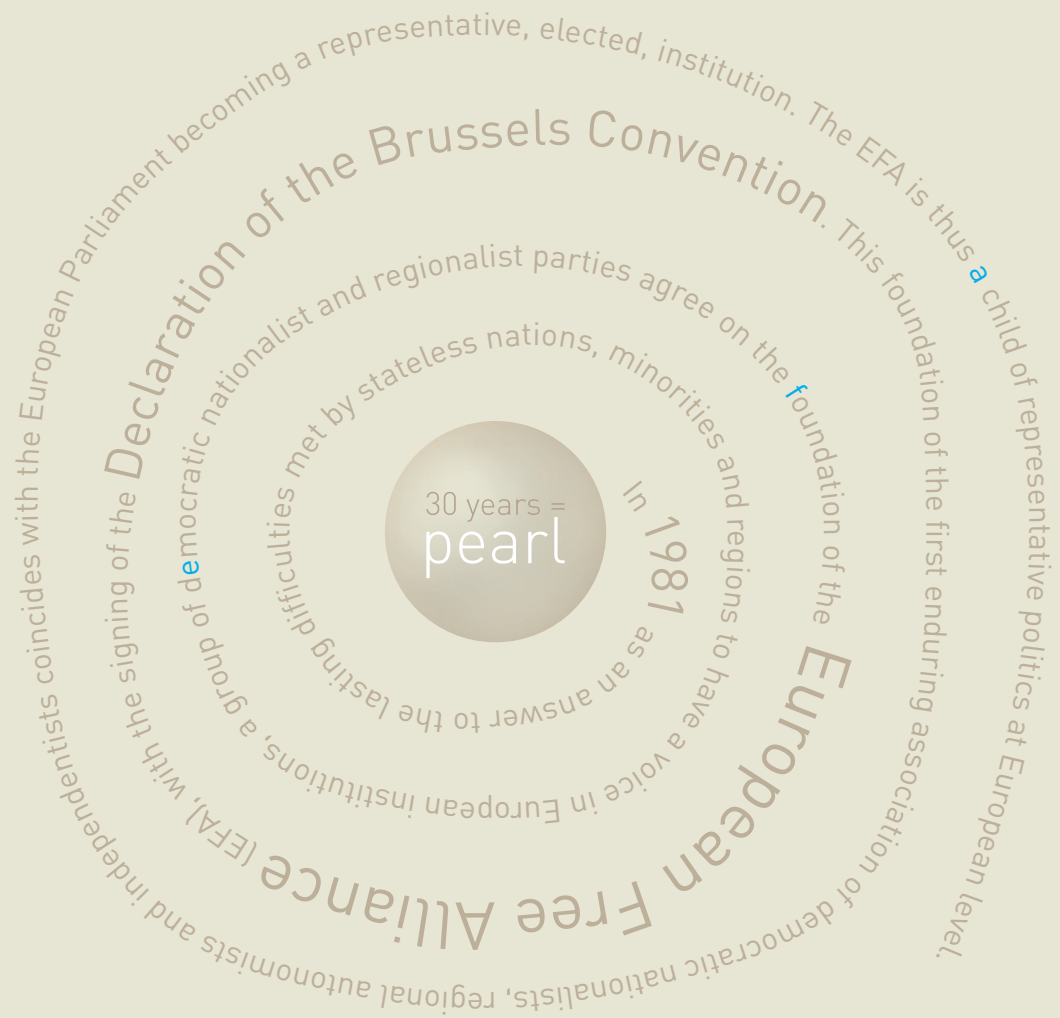 30 years =
pearl
In 1981 as an answer to the lasting difficulties met by stateless nations, minorities and regions to have a voice in European institutions, a group of democratic nationalist and regionalist parties agree on the foundation of the European Free Alliance (EFA), with the signing of the Declaration of the Brussels Convention. This foundation of the first enduring association of democratic nationalists, regional autonomists and independentists coincides with the European Parliament becoming a representative, elected, institution. The EFA is thus a child of representative politics at European level.